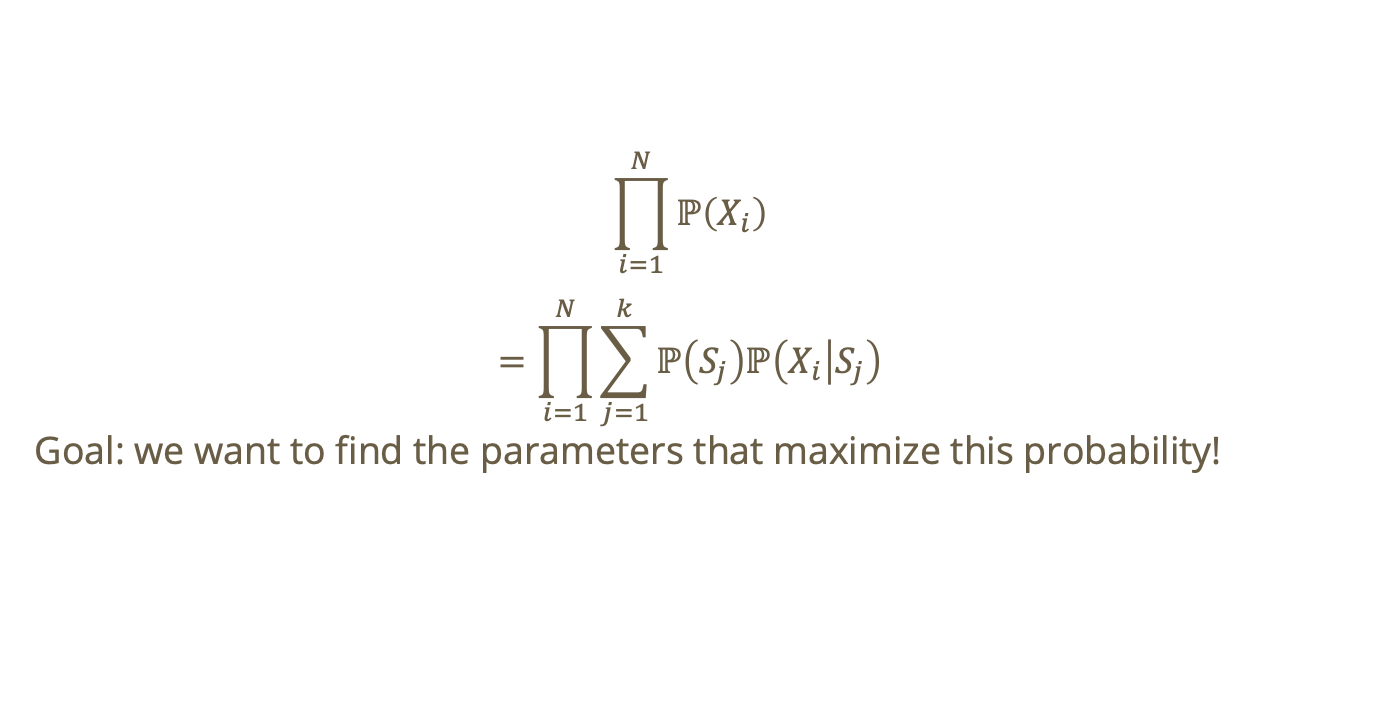 ∏_{i=1}^{N} ℙ(X_i)
= ∏_{i=1}^{N} ∑_{j=1}^{k} ℙ(S_j)ℙ(X_i|S_j)
Goal: we want to find the parameters that maximize this probability!